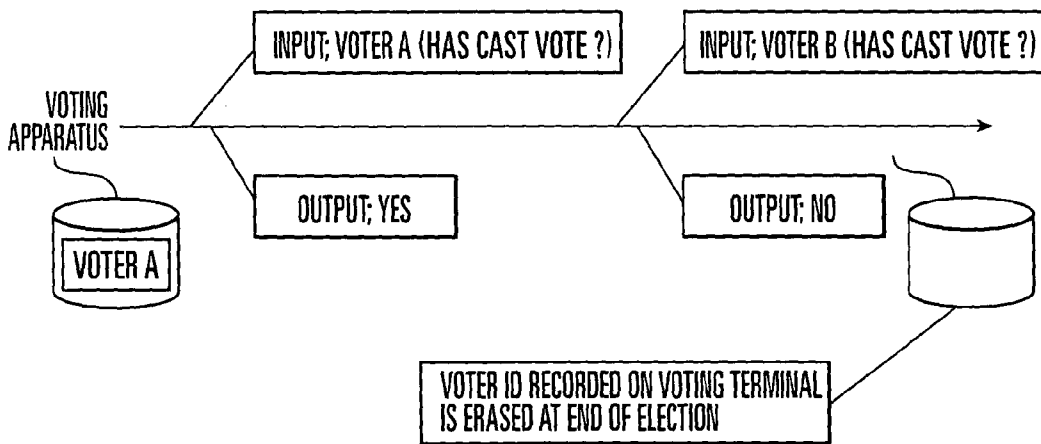 INPUT; VOTER A (HAS CAST VOTE ?)
INPUT; VOTER B (HAS CAST VOTE ?)
VOTING
APPARATUS
OUTPUT; YES
OUTPUT; NO
VOTER A
VOTER ID RECORDED ON VOTING TERMINAL
IS ERASED AT END OF ELECTION